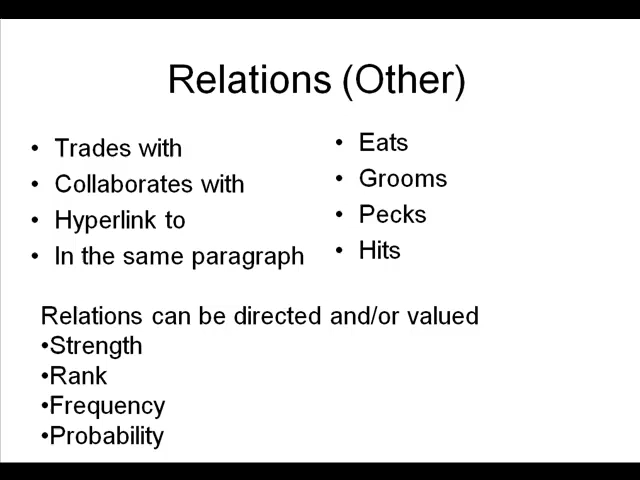 Relations (Other)
• Trades with
• Collaborates with
• Hyperlink to
• In the same paragraph
• Eats
• Grooms
• Pecks
• Hits
Relations can be directed and/or valued
•Strength
•Rank
•Frequency
•Probability